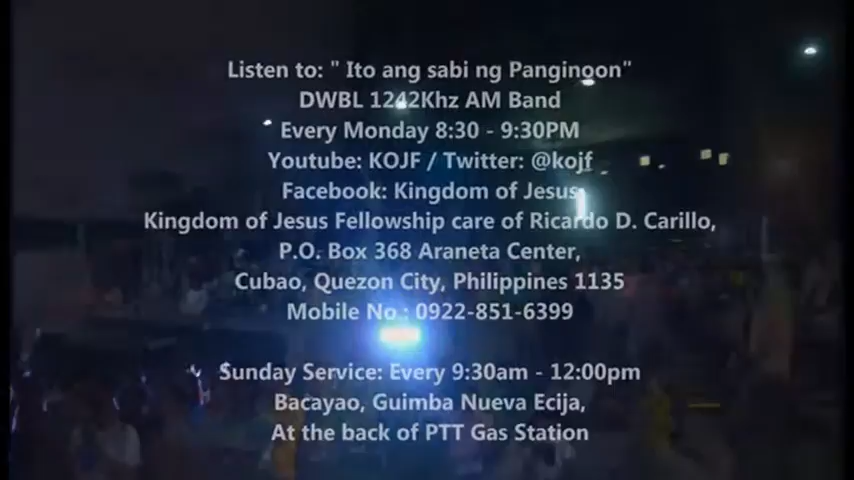 Listen to: " Ito ang sabi ng Panginoon"
DWBL 1242Khz AM Band
Every Monday 8:30 - 9:30PM
Youtube: KOJF / Twitter: @kojf
Facebook: Kingdom of Jesus
Kingdom of Jesus Fellowship care of Ricardo D. Carillo,
P.O. Box 368 Araneta Center,
Cubao, Quezon City, Philippines 1135
Mobile No.: 0922-851-6399
Sunday Service: Every 9:30am - 12:00pm
Bacayao, Guimba Nueva Ecija,
At the back of PTT Gas Station